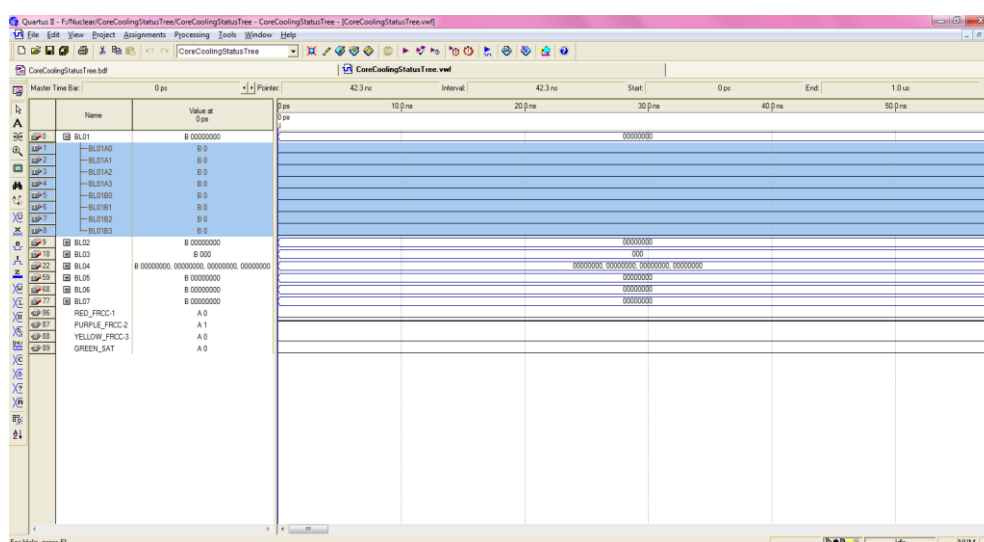 Quartus II - F:/Nuclear/CoreCoolingStatusTree/CoreCoolingStatusTree - CoreCoolingStatusTree - [CoreCoolingStatusTree.vwf]
File Edit View Project Assignments Processing Tools Window Help
CoreCoolingStatusTree
CoreCoolingStatusTree.bdf CoreCoolingStatusTree.vwf
Master Time Bar: 0 ps Pointer: 42.3 ns Interval: 42.3 ns Start: 0 ps End: 1.0 us
Name Value at 0 ps 0 ps 10.0 ns 20.0 ns 30.0 ns 40.0 ns 50.0 ns
0 ps
0 BL01 B 00000000 00000000
1 BL01A0 B 0
2 BL01A1 B 0
3 BL01A2 B 0
4 BL01A3 B 0
5 BL01B0 B 0
6 BL01B1 B 0
7 BL01B2 B 0
8 BL01B3 B 0
9 BL02 B 00000000 00000000
18 BL03 B 000 000
22 BL04 B 00000000, 00000000, 00000000, 00000000 00000000, 00000000, 00000000, 00000000
59 BL05 B 00000000 00000000
68 BL06 B 00000000 00000000
77 BL07 B 00000000 00000000
86 RED_FRCC-1 A 0
87 PURPLE_FRCC-2 A 1
88 YELLOW_FRCC-3 A 0
89 GREEN_SAT A 0